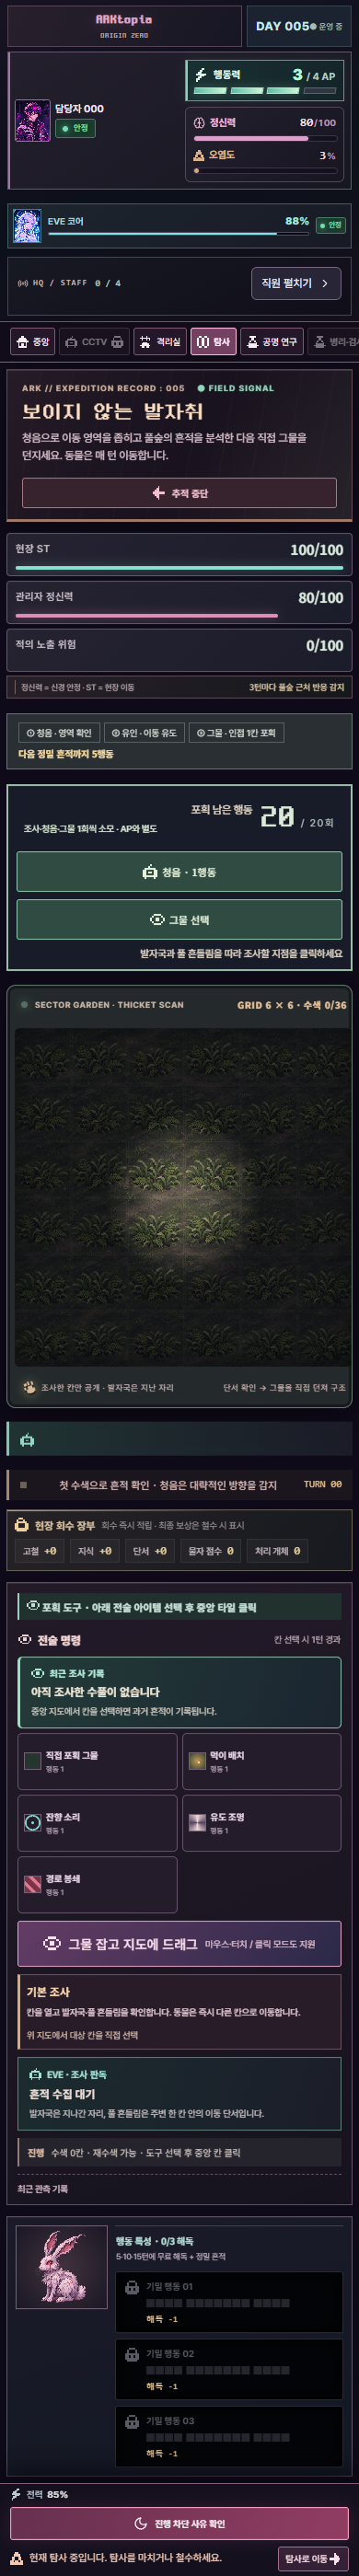 ARKtopia
ORIGIN ZERO
DAY 005 운영 중
담당자 000
안정
행동력 3 / 4 AP
정신력 80/100
오염도 3%
EVE 코어 88% 안정
HQ / STAFF 0 / 4
직원 펼치기
중앙 CCTV 격리실 탐사 공명 연구
ARK // EXPEDITION RECORD : 005 FIELD SIGNAL
보이지 않는 발자취
청음으로 이동 영역을 좁히고 풀숲의 흔적을 분석한 다음 직접 그물을
던지세요. 동물은 매 턴 이동합니다.
추적 중단
현장 ST 100/100
관리자 정신력 80/100
적의 노출 위험 0/100
정신력 = 신경 안정 · ST = 현장 이동 3턴마다 풀숲 근처 반응 감지
① 청음 · 영역 확인 ② 유인 · 이동 유도 ③ 그물 · 인접 1칸 포획
다음 정밀 흔적까지 5행동
포획 남은 행동 20 / 20회
조사·청음·그물 1회씩 소모 · AP와 별도
청음 · 1행동
그물 선택
발자국과 풀 흔들림을 따라 조사할 지점을 클릭하세요
SECTOR GARDEN · THICKET SCAN GRID 6 × 6 · 수색 0/36
조사한 칸만 공개 · 발자국은 지난 자리 단서 확인 → 그물을 직접 던져 구조
첫 수색으로 흔적 확인 · 청음은 대략적인 방향을 감지 TURN 00
현장 회수 장부 회수 즉시 적립 · 최종 보상은 철수 시 표시
고철 +0 지식 +0 단서 +0 물자 점수 0 처리 개체 0
포획 도구 · 아래 전술 아이템 선택 후 중앙 타일 클릭
전술 명령 칸 선택 시 1턴 경과
최근 조사 기록
아직 조사한 수풀이 없습니다
중앙 지도에서 칸을 선택하면 과거 흔적이 기록됩니다.
직접 포획 그물
행동 1
먹이 배치
행동 1
잔향 소리
행동 1
유도 조명
행동 1
경로 봉쇄
행동 1
그물 잡고 지도에 드래그 마우스·터치 / 클릭 모드도 지원
기본 조사
칸을 열고 발자국·풀 흔들림을 확인합니다. 동물은 즉시 다른 칸으로 이동합니다.
위 지도에서 대상 칸을 직접 선택
EVE · 조사 판독
흔적 수집 대기
발자국은 지나간 자리, 풀 흔들림은 주변 한 칸 안의 이동 단서입니다.
진행 수색 0칸 · 재수색 가능 · 도구 선택 후 중앙 칸 클릭
최근 관측 기록
행동 특성 · 0/3 해독
5·10·15턴에 무료 해독 + 정밀 흔적
기밀 행동 01
해독 -1
기밀 행동 02
해독 -1
기밀 행동 03
해독 -1
전력 85%
진행 차단 사유 확인
현재 탐사 중입니다. 탐사를 마치거나 철수하세요.
탐사로 이동